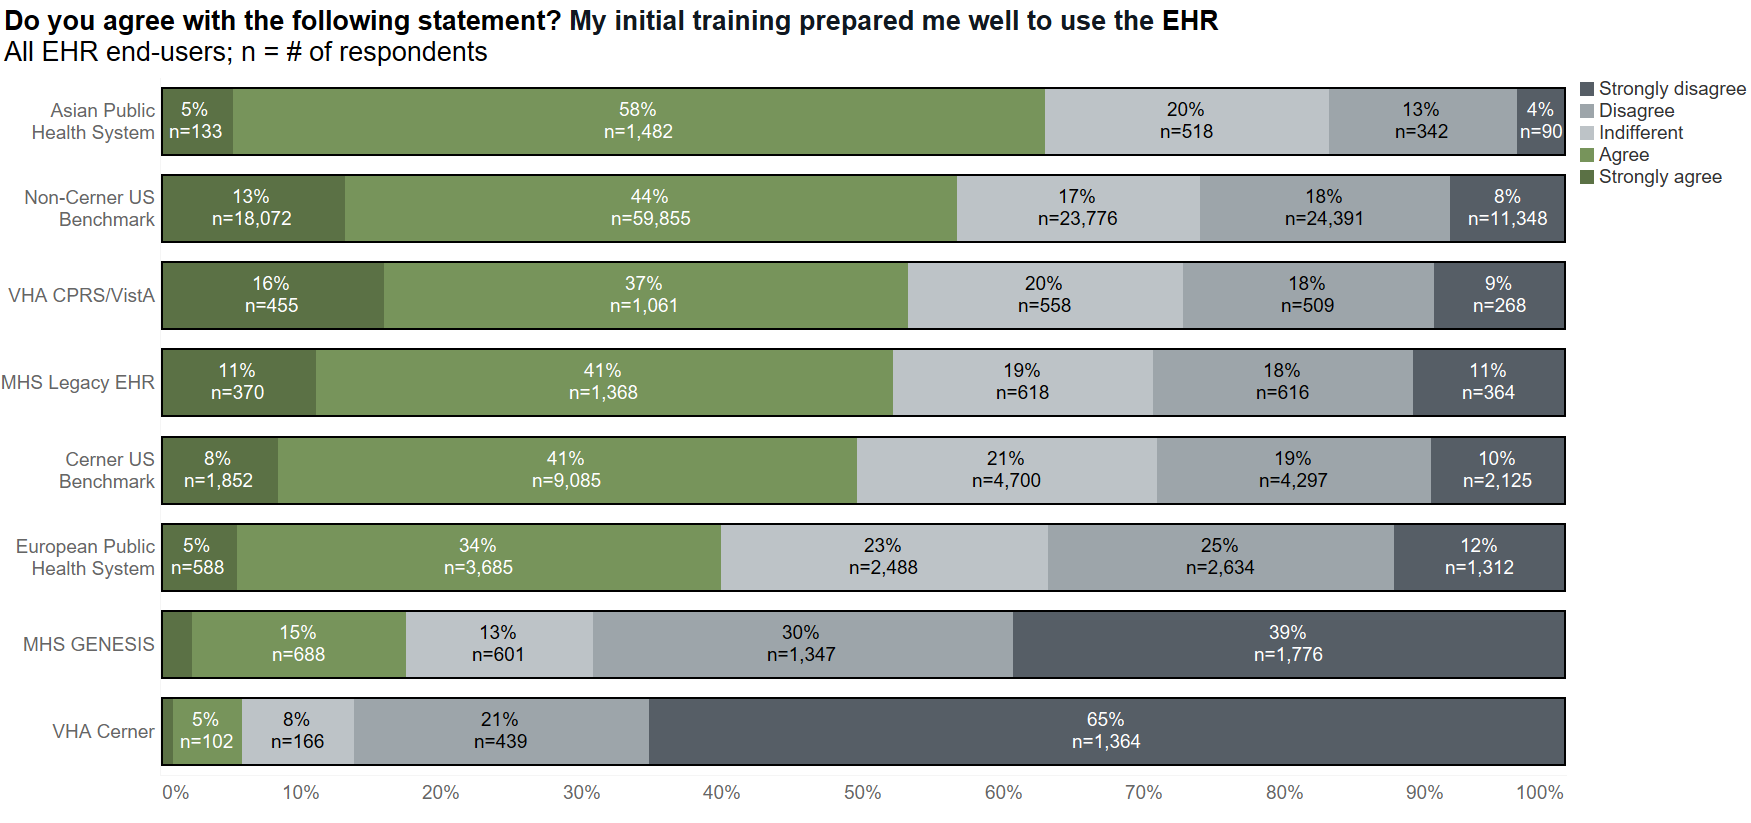 Do you agree with the following statement? My initial training prepared me well to use the EHR
All EHR end-users; n = # of respondents
Strongly disagree
Disagree
Indifferent
Agree
Strongly agree
Asian Public
Health System
5%
n=133
58%
n=1,482
20%
n=518
13%
n=342
4%
n=90
Non-Cerner US
Benchmark
13%
n=18,072
44%
n=59,855
17%
n=23,776
18%
n=24,391
8%
n=11,348
VHA CPRS/VistA
16%
n=455
37%
n=1,061
20%
n=558
18%
n=509
9%
n=268
MHS Legacy EHR
11%
n=370
41%
n=1,368
19%
n=618
18%
n=616
11%
n=364
Cerner US
Benchmark
8%
n=1,852
41%
n=9,085
21%
n=4,700
19%
n=4,297
10%
n=2,125
European Public
Health System
5%
n=588
34%
n=3,685
23%
n=2,488
25%
n=2,634
12%
n=1,312
MHS GENESIS
15%
n=688
13%
n=601
30%
n=1,347
39%
n=1,776
VHA Cerner
5%
n=102
8%
n=166
21%
n=439
65%
n=1,364
0% 10% 20% 30% 40% 50% 60% 70% 80% 90% 100%